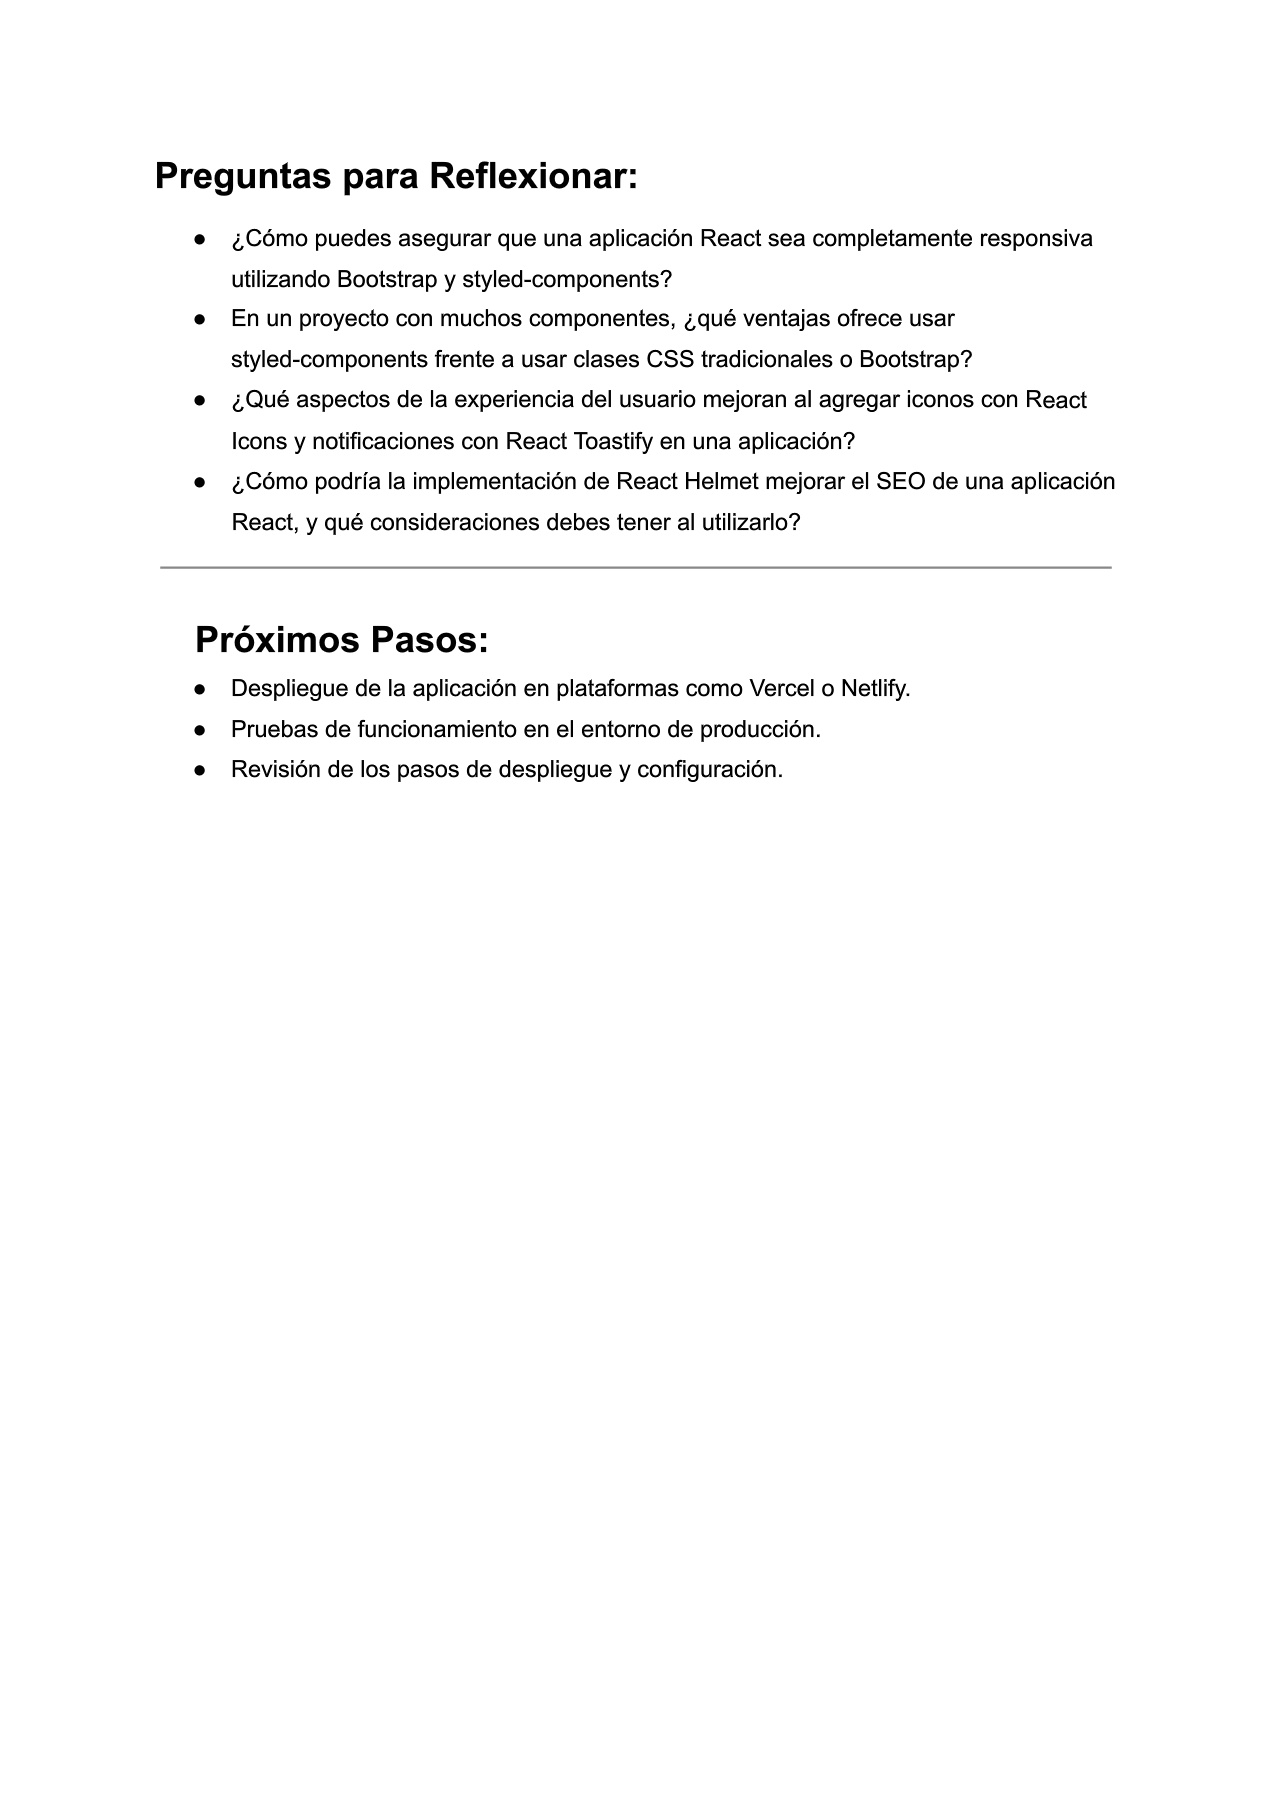 Preguntas para Reflexionar:
● ¿Cómo puedes asegurar que una aplicación React sea completamente responsiva
utilizando Bootstrap y styled-components?
● En un proyecto con muchos componentes, ¿qué ventajas ofrece usar
styled-components frente a usar clases CSS tradicionales o Bootstrap?
● ¿Qué aspectos de la experiencia del usuario mejoran al agregar iconos con React
Icons y notificaciones con React Toastify en una aplicación?
● ¿Cómo podría la implementación de React Helmet mejorar el SEO de una aplicación
React, y qué consideraciones debes tener al utilizarlo?
Próximos Pasos:
● Despliegue de la aplicación en plataformas como Vercel o Netlify.
● Pruebas de funcionamiento en el entorno de producción.
● Revisión de los pasos de despliegue y configuración.